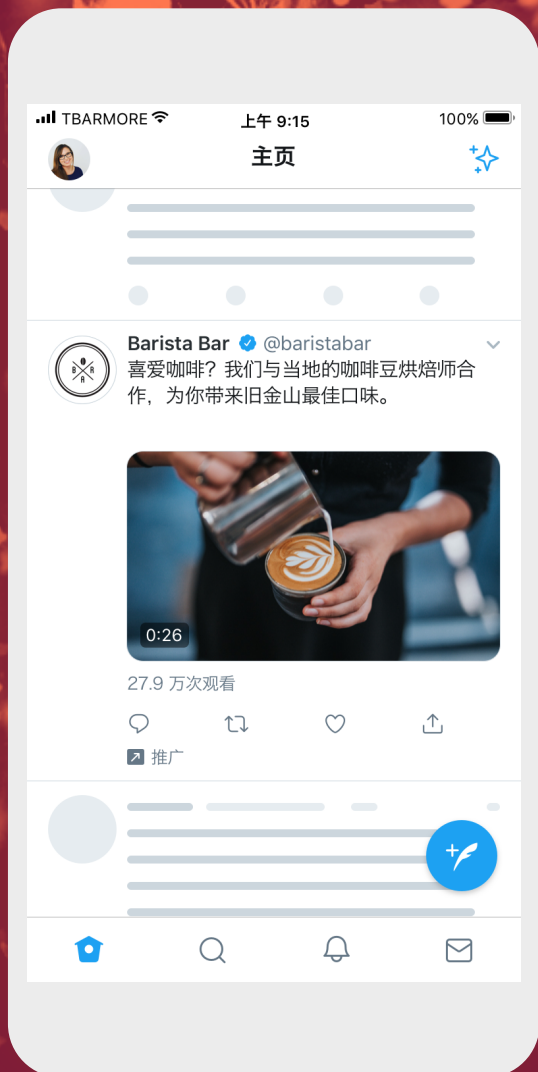 TBARMORE 上午 9:15 100%
主页
Barista Bar @baristabar
喜爱咖啡？我们与当地的咖啡豆烘焙师合
作，为你带来旧金山最佳口味。
B A R A
0:26
27.9 万次观看
推广